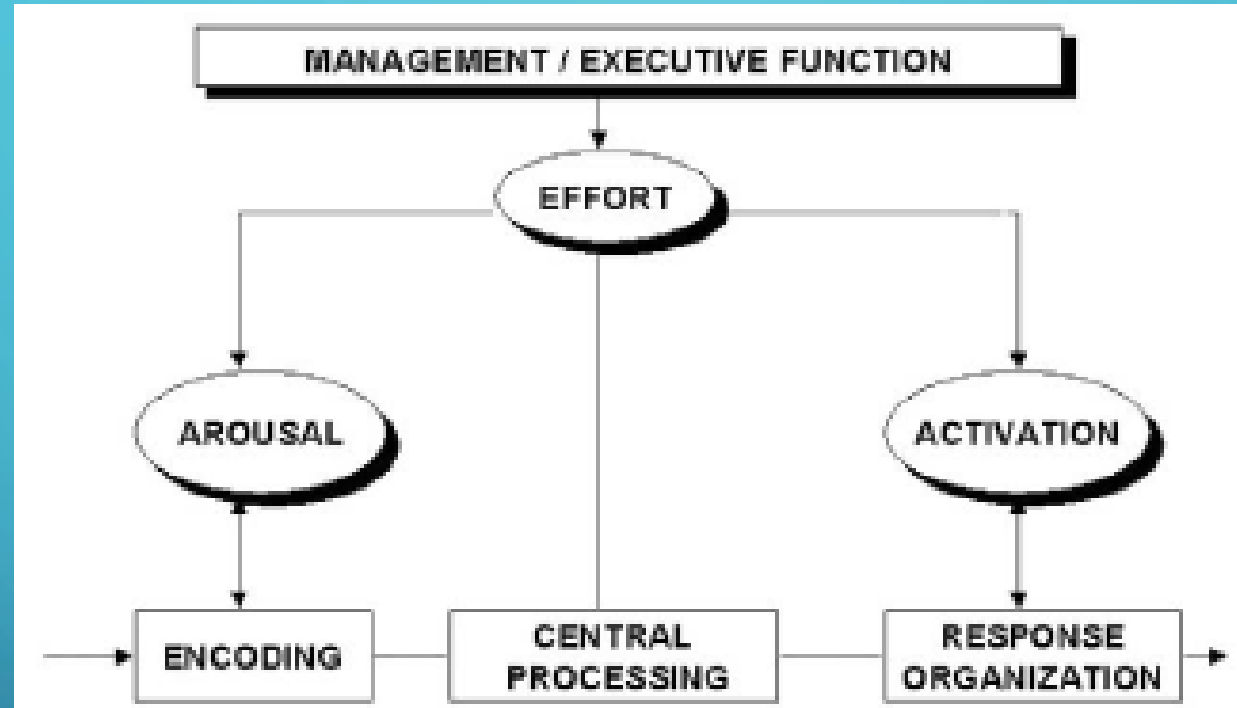 MANAGEMENT / EXECUTIVE FUNCTION
EFFORT
AROUSAL
ACTIVATION
ENCODING
CENTRAL
PROCESSING
RESPONSE
ORGANIZATION